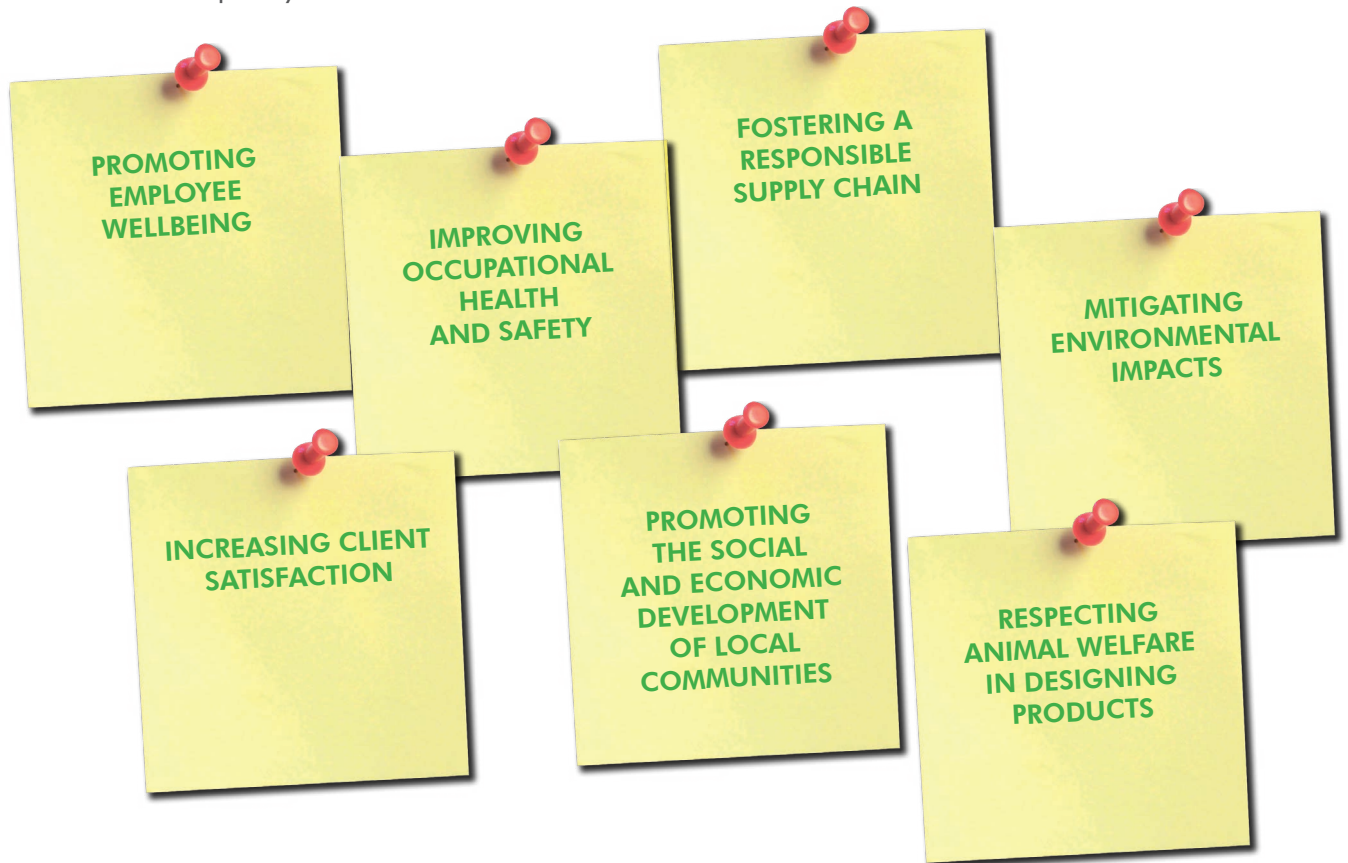 PROMOTING
EMPLOYEE
WELLBEING
IMPROVING
OCCUPATIONAL
HEALTH
AND SAFETY
FOSTERING A
RESPONSIBLE
SUPPLY CHAIN
MITIGATING
ENVIRONMENTAL
IMPACTS
INCREASING CLIENT
SATISFACTION
PROMOTING
THE SOCIAL
AND ECONOMIC
DEVELOPMENT
OF LOCAL
COMMUNITIES
RESPECTING
ANIMAL WELFARE
IN DESIGNING
PRODUCTS